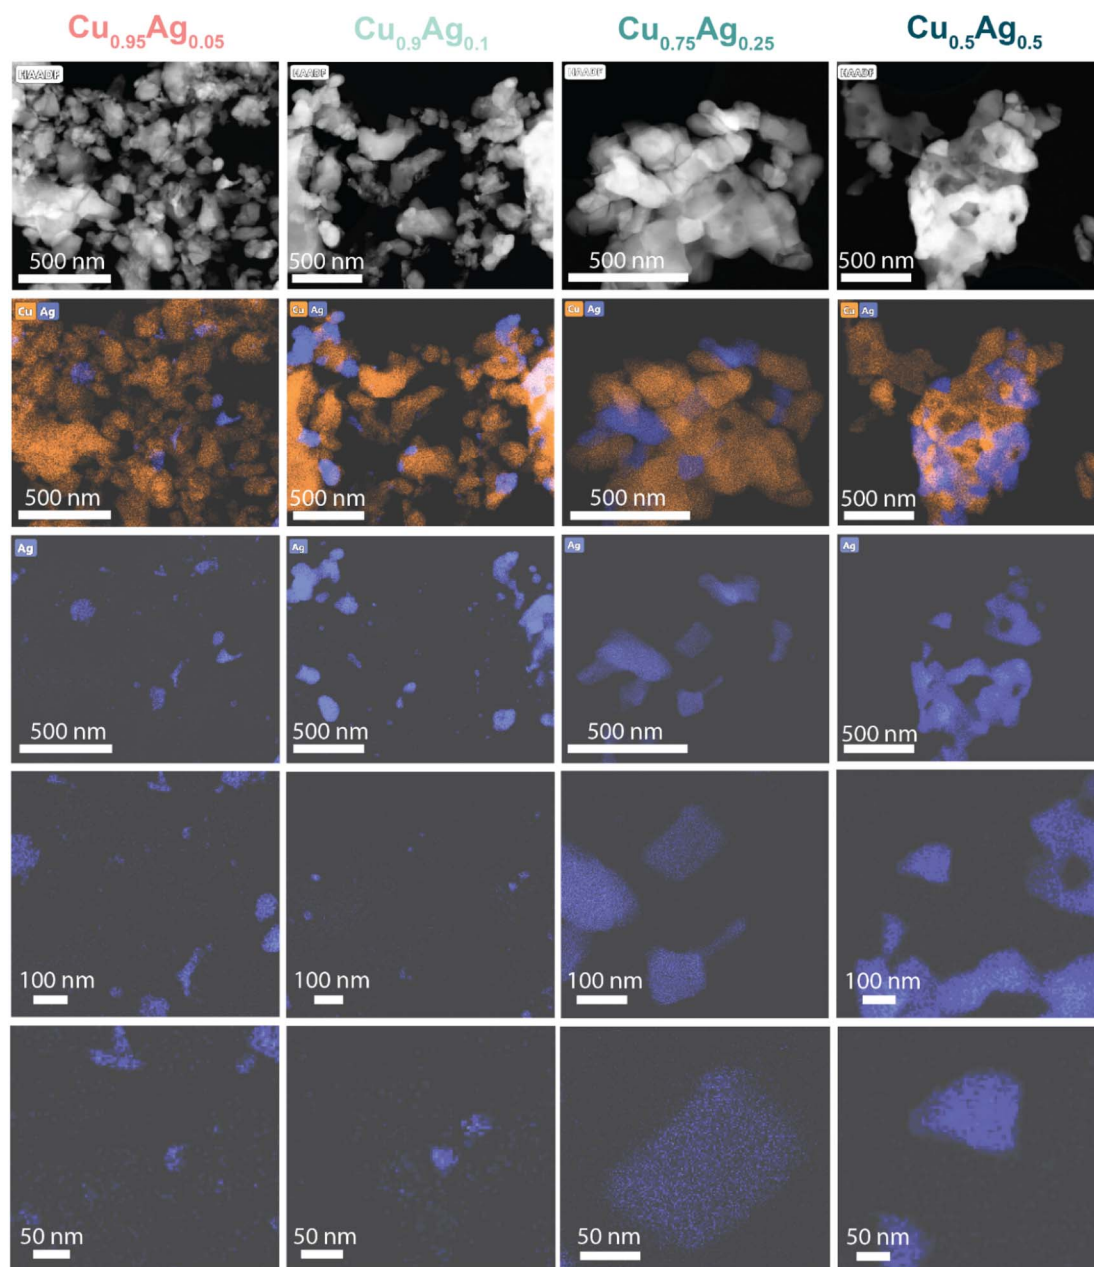 Cu0.95Ag0.05 Cu0.9Ag0.1 Cu0.75Ag0.25 Cu0.5Ag0.5
HAADF HAADF HAADF HAADF
500 nm 500 nm 500 nm 500 nm
Cu Ag Cu Ag Cu Ag Cu Ag
500 nm 500 nm 500 nm 500 nm
Ag Ag Ag Ag
500 nm 500 nm 500 nm 500 nm
100 nm 100 nm 100 nm 100 nm
50 nm 50 nm 50 nm 50 nm